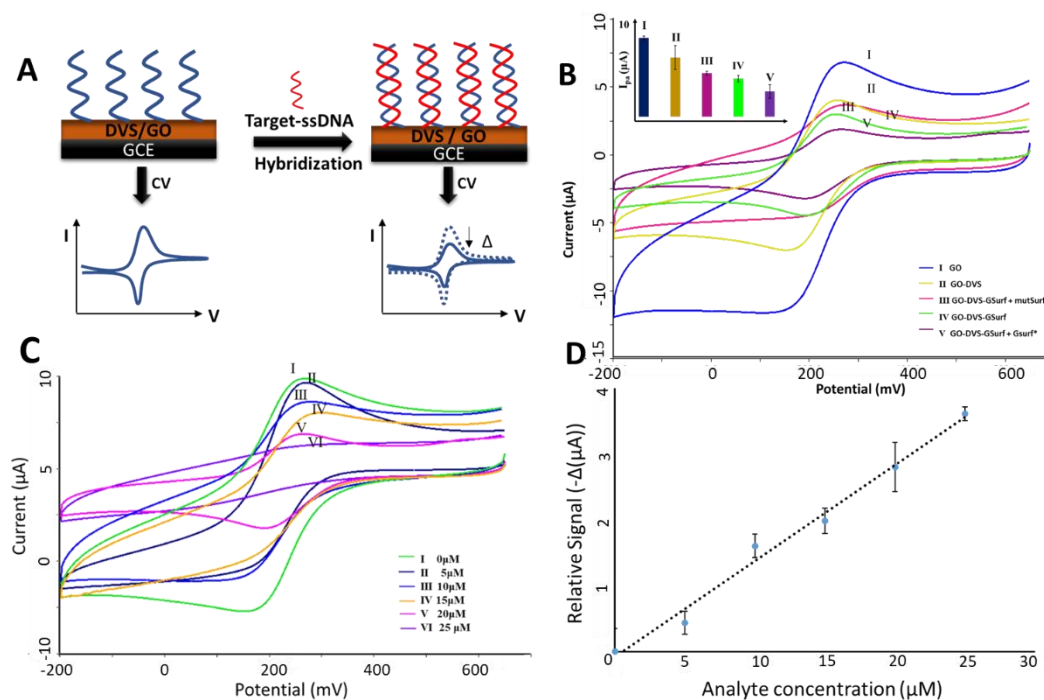 A
DVS/GO
GCE
CV
I
V
Target-ssDNA
Hybridization
DVS / GO
GCE
CV
I
Δ
V
B
10
I
II
III
IV
V
Ipa (µA)
I
II
III
IV
V
5
0
-5
-10
-15
Current (µA)
-200
0
200
400
600
Potential (mV)
I GO
II GO-DVS
III GO-DVS-GSurf + mutSurf
IV GO-DVS-GSurf
V GO-DVS-GSurf + Gsurf*
C
10
5
0
-10
Current (µA)
I
II
III
IV
V
VI
I 0µM
II 5µM
III 10µM
IV 15µM
V 20µM
VI 25 µM
-200
0
200
400
600
Potential (mV)
D
4
3
2
1
0
Relative Signal (-Δ(µA))
5
10
15
20
25
30
Analyte concentration (µM)